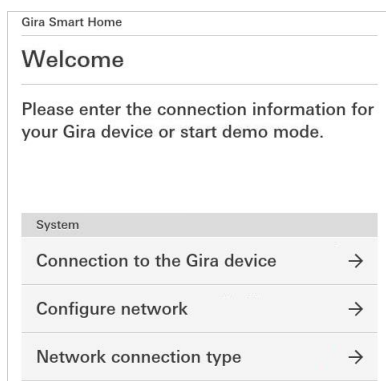 Gira Smart Home
Welcome
Please enter the connection information for
your Gira device or start demo mode.
System
Connection to the Gira device
Configure network
Network connection type